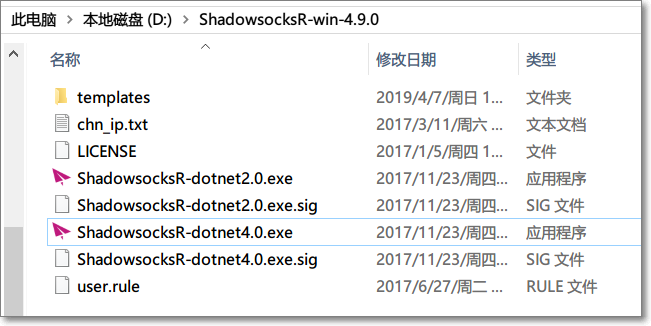 此电脑 > 本地磁盘 (D:) > ShadowsocksR-win-4.9.0
名称 修改日期 类型
templates 2019/4/7/周日 1... 文件夹
chn_ip.txt 2017/3/11/周六 ... 文本文档
LICENSE 2017/1/5/周四 1... 文件
ShadowsocksR-dotnet2.0.exe 2017/11/23/周四... 应用程序
ShadowsocksR-dotnet2.0.exe.sig 2017/11/23/周四... SIG 文件
ShadowsocksR-dotnet4.0.exe 2017/11/23/周四... 应用程序
ShadowsocksR-dotnet4.0.exe.sig 2017/11/23/周四... SIG 文件
user.rule 2017/6/27/周二 ... RULE 文件